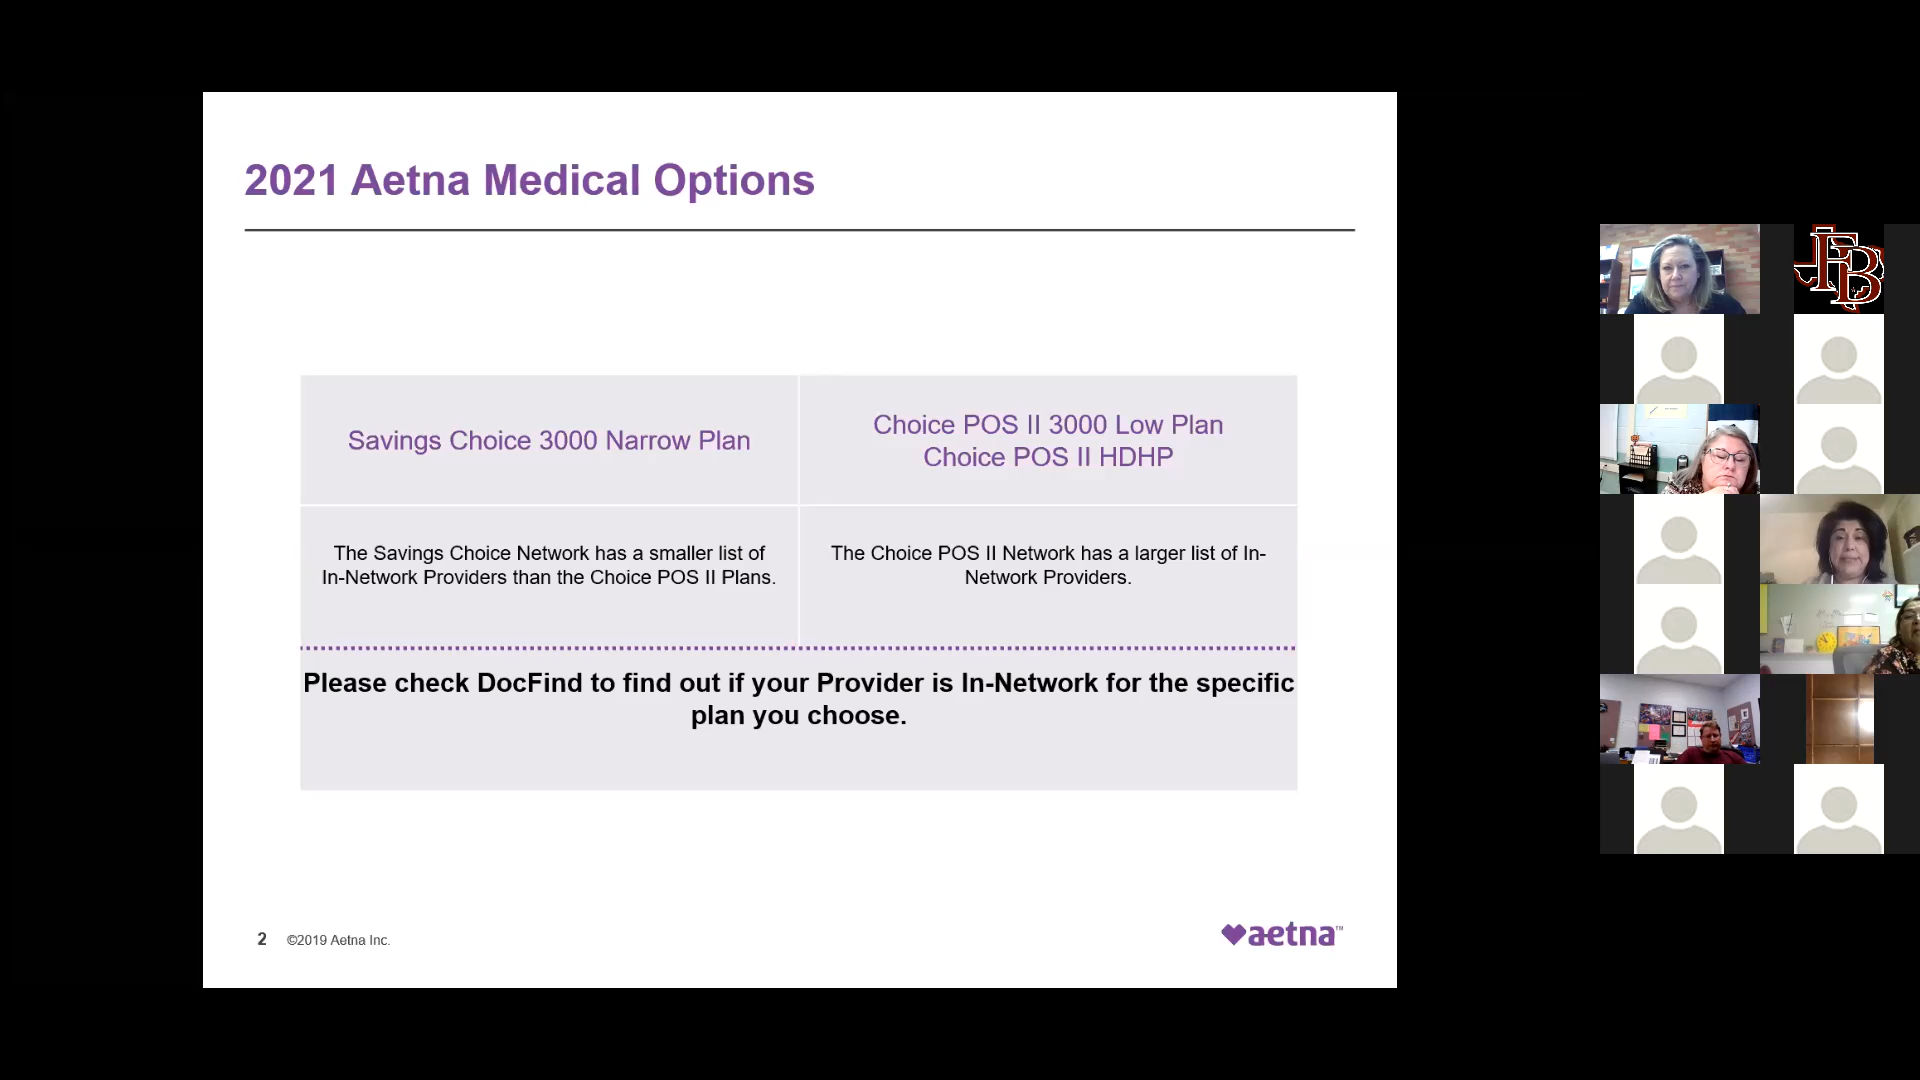 2021 Aetna Medical Options
Savings Choice 3000 Narrow Plan
Choice POS II 3000 Low Plan
Choice POS II HDHP
The Savings Choice Network has a smaller list of
In-Network Providers than the Choice POS II Plans.
The Choice POS II Network has a larger list of In-
Network Providers.
Please check DocFind to find out if your Provider is In-Network for the specific
plan you choose.
2 ©2019 Aetna Inc.
aetna™
FB